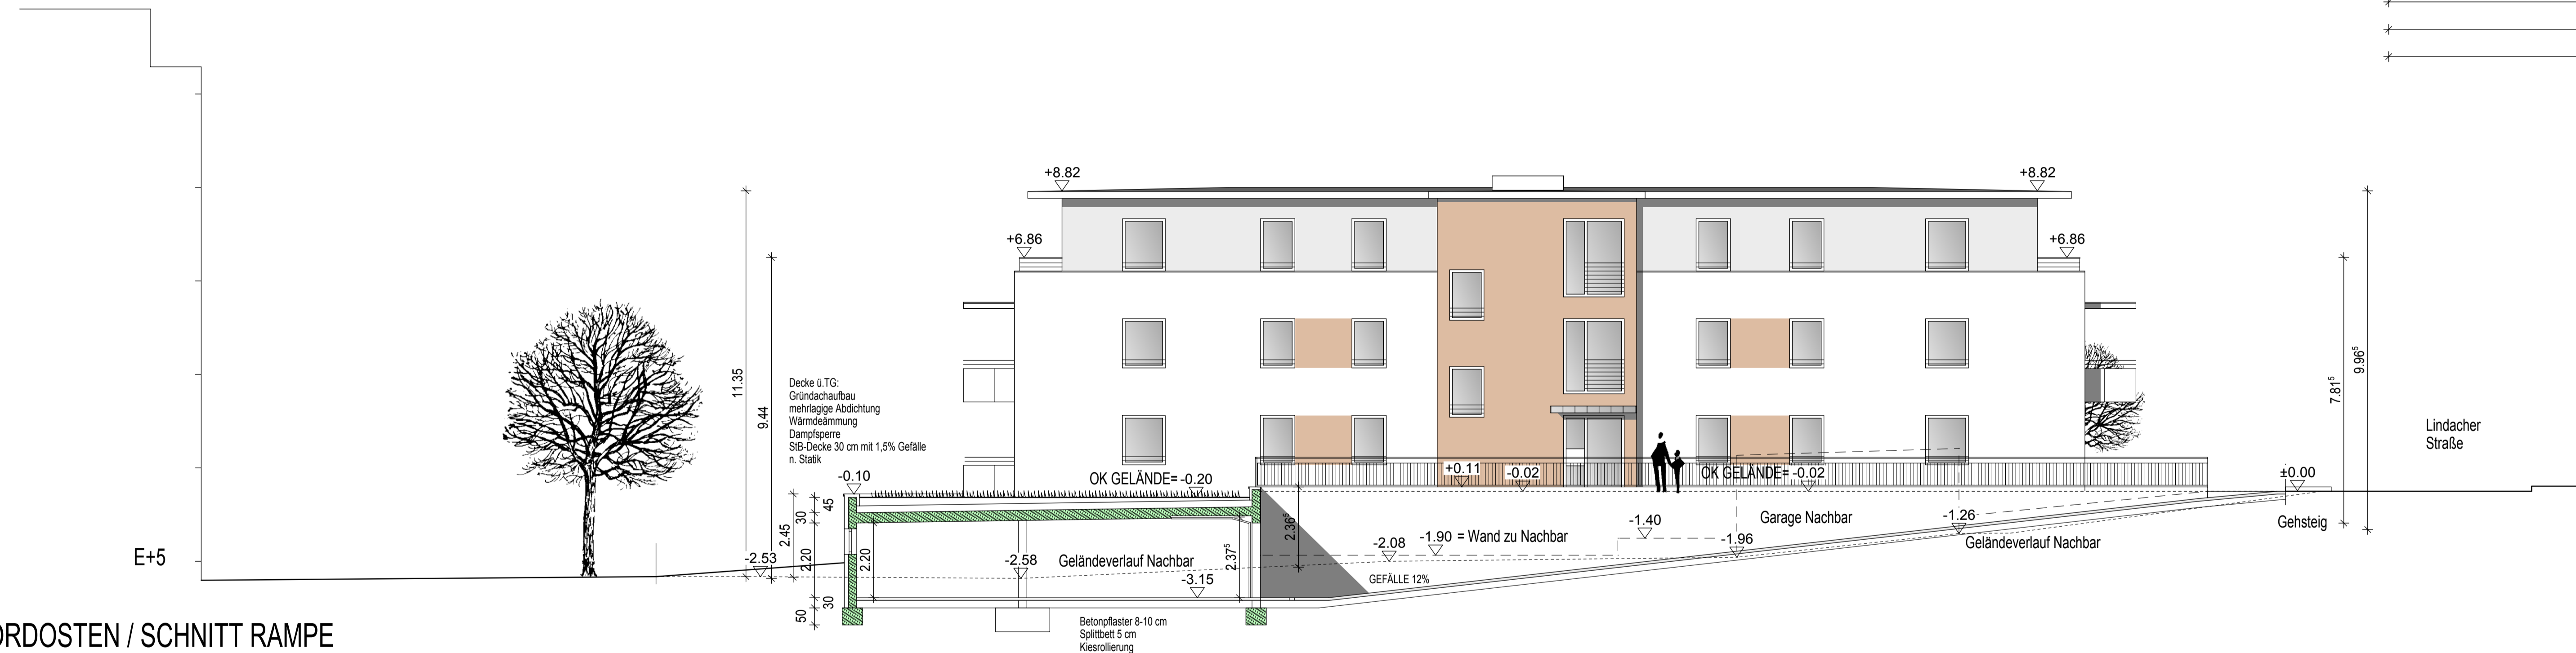 +8.82
+8.82
+6.86
+6.86
11.35
9.44
9.96⁵
7.81⁵
Decke ü.TG:
Gründachaufbau
mehrlagige Abdichtung
Wärmdeämmung
Dampfsperre
StB-Decke 30 cm mit 1,5% Gefälle
n. Statik
Lindacher
Straße
-0.10
OK GELÄNDE= -0.20
+0.11
-0.02
OK GELÄNDE= -0.02
±0.00
45
30
2.45
2.20
2.20
2.37⁵
2.36⁵
30
50
E+5
-2.53
-2.58
Geländeverlauf Nachbar
-3.15
-2.08
-1.90 = Wand zu Nachbar
-1.40
Garage Nachbar
-1.96
-1.26
Geländeverlauf Nachbar
Gehsteig
GEFÄLLE 12%
Betonpflaster 8-10 cm
Splittbett 5 cm
Kiesrollierung
ORDOSTEN / SCHNITT RAMPE